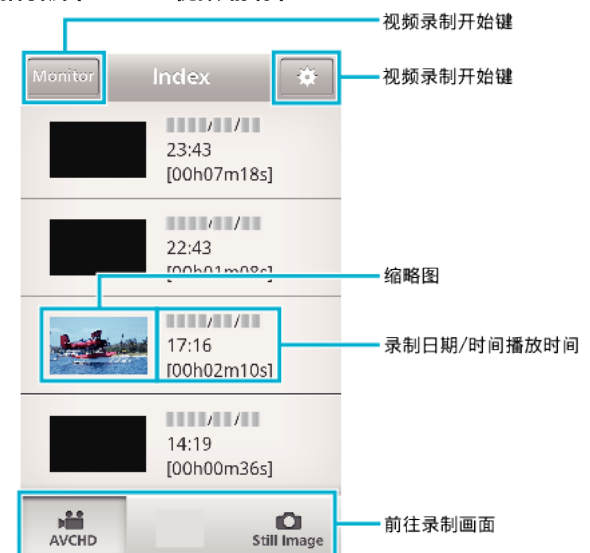 视频录制开始键
Monitor
Index
视频录制开始键
23:43
[00h07m18s]
22:43
[00h01m08s]
缩略图
17:16
[00h02m10s]
录制日期/时间播放时间
14:19
[00h00m36s]
AVCHD
Still Image
前往录制画面